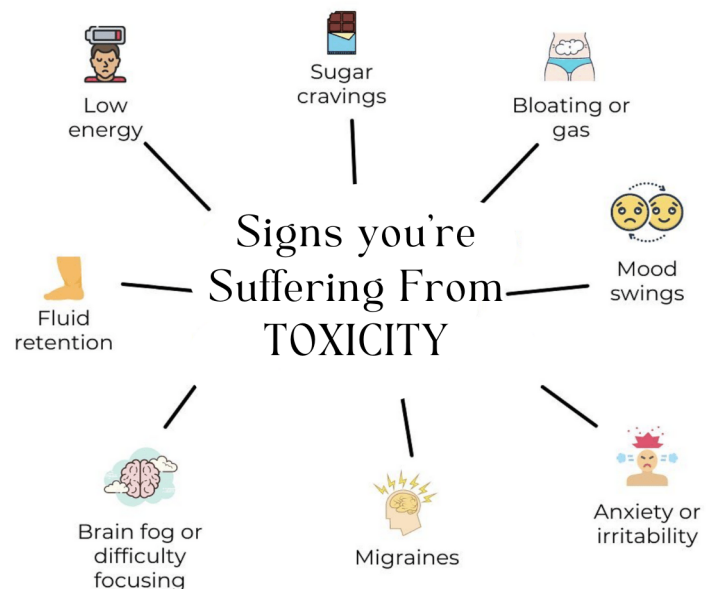 Low
energy
Sugar
cravings
Bloating or
gas
Signs you're
Suffering From
TOXICITY
Mood
swings
Fluid
retention
Brain fog or
difficulty
focusing
Migraines
Anxiety or
irritability